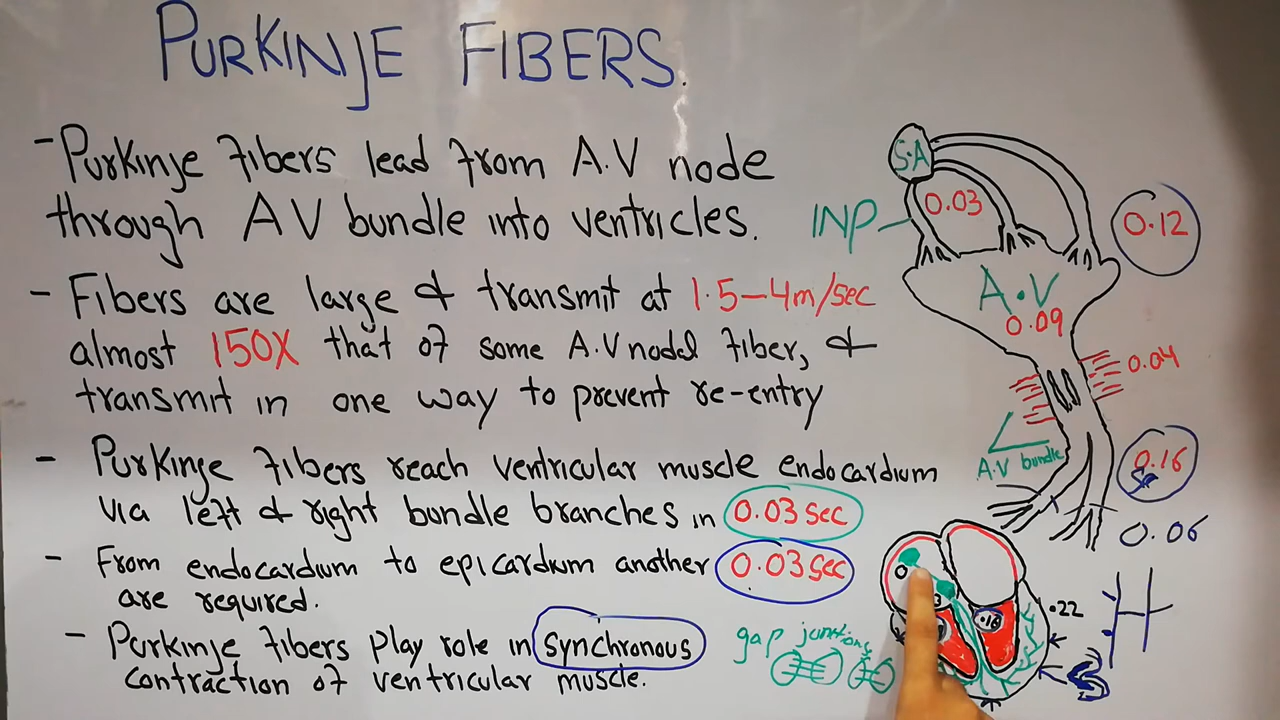 PURKINJE FIBERS.
- Purkinje fibers lead from A.V node
through AV bundle into ventricles.
- Fibers are large & transmit at 1.5-4m/sec
almost 150X that of some A.V nodal fiber, &
transmit in one way to prevent re-entry
- Purkinje fibers reach ventricular muscle endocardium
via left & right bundle branches in 0.03 sec
- From endocardium to epicardium another 0.03 sec
are required.
- Purkinje fibers play role in synchronous
contraction of ventricular muscle.
S.A
0.03
INP
0.12
A.V
0.09
0.04
A.V bundle
0.16
0.06
.22
gap junctions